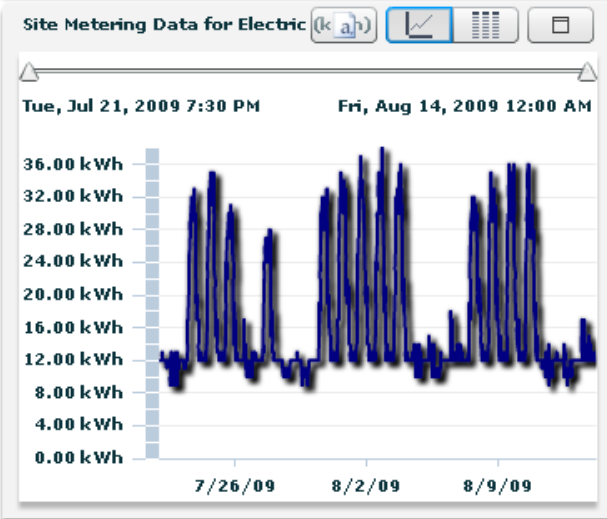 Site Metering Data for Electric (k a, h)
Tue, Jul 21, 2009 7:30 PM Fri, Aug 14, 2009 12:00 AM
36.00 kWh
32.00 kWh
28.00 kWh
24.00 kWh
20.00 kWh
16.00 kWh
12.00 kWh
8.00 kWh
4.00 kWh
0.00 kWh
7/26/09 8/2/09 8/9/09